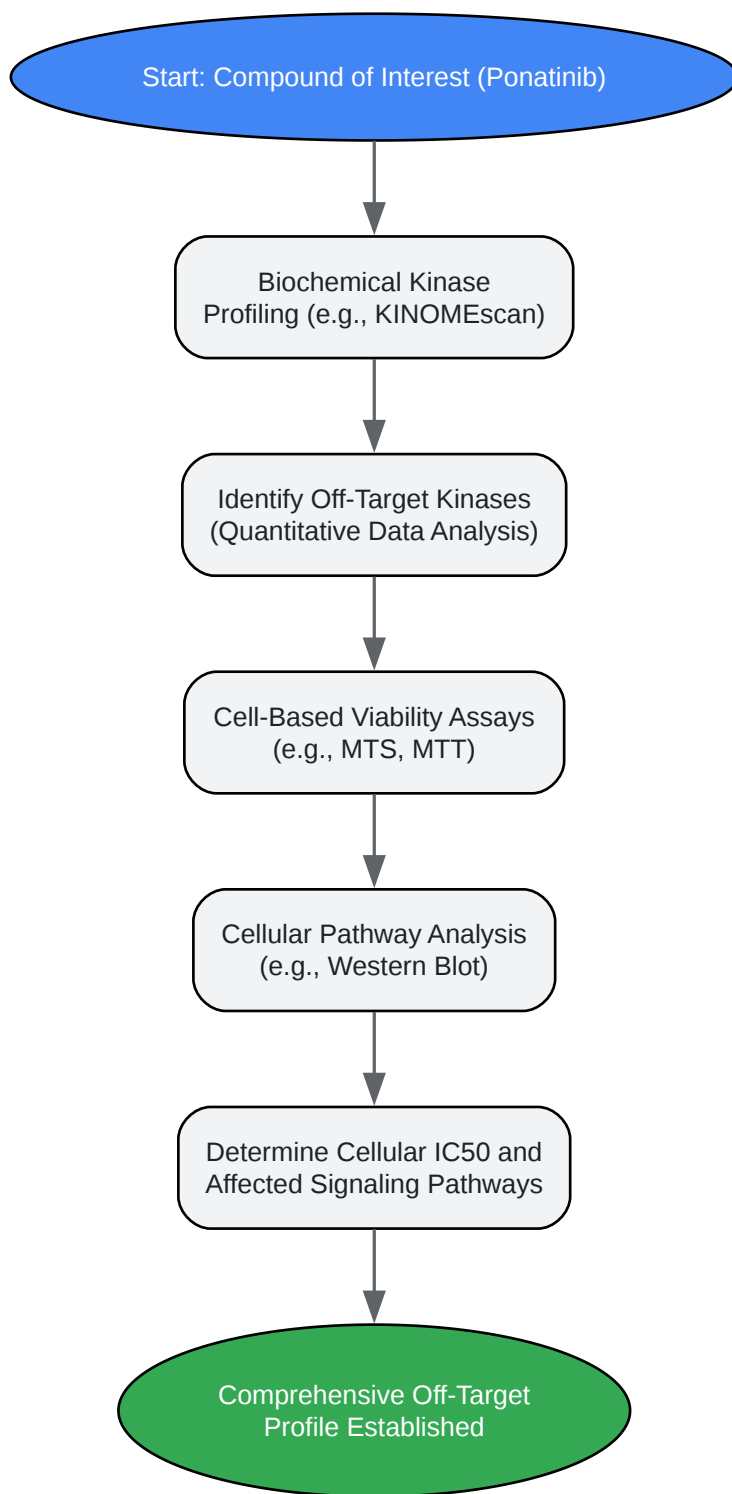 Start: Compound of Interest (Ponatinib)
Biochemical Kinase
Profiling (e.g., KINOMEscan)
Identify Off-Target Kinases
(Quantitative Data Analysis)
Cell-Based Viability Assays
(e.g., MTS, MTT)
Cellular Pathway Analysis
(e.g., Western Blot)
Determine Cellular IC50 and
Affected Signaling Pathways
Comprehensive Off-Target
Profile Established